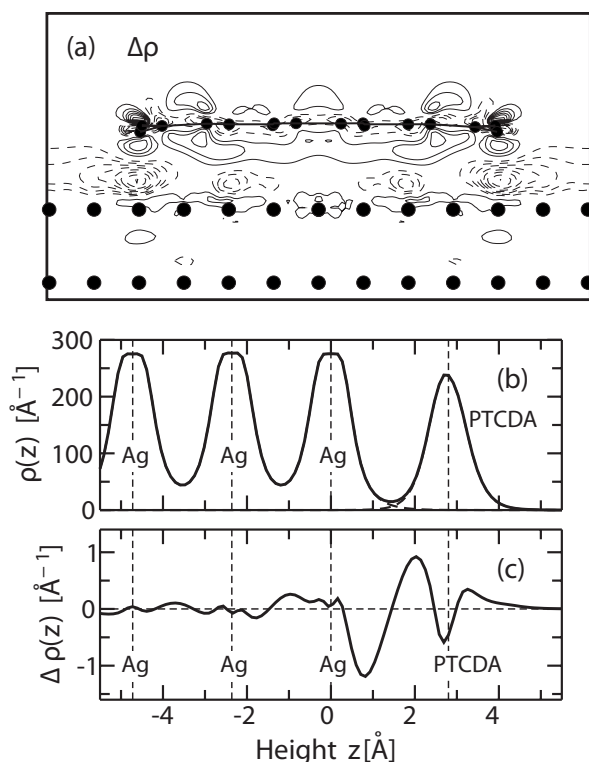 (a) Δρ
300
200
100
0
ρ(z) [Å⁻¹]
(b)
PTCDA
Ag Ag Ag
1
0
-1
Δ ρ(z) [Å⁻¹]
(c)
Ag Ag Ag PTCDA
-4 -2 0 2 4
Height z[Å]